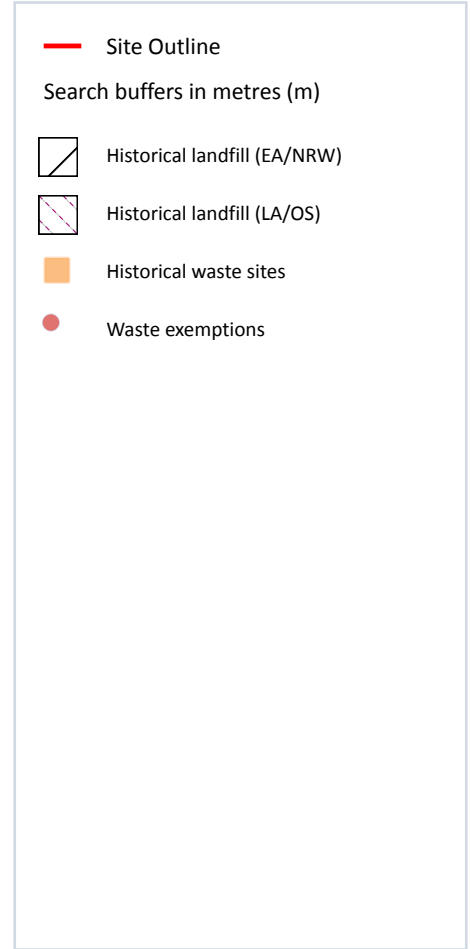 Site Outline
Search buffers in metres (m)
Historical landfill (EA/NRW)
Historical landfill (LA/OS)
Historical waste sites
Waste exemptions